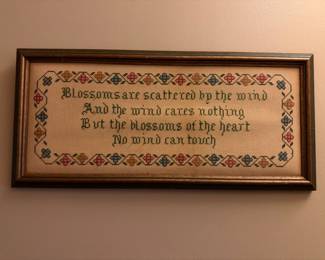 Blossoms are scattered by the wind
And the wind cares nothing
But the blossoms of the heart
No wind can touch